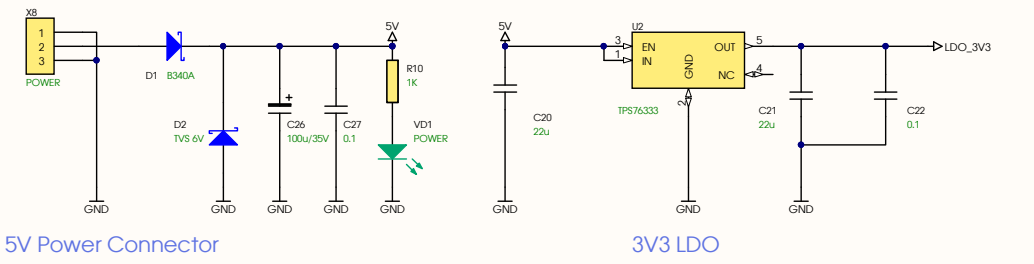 X8
1
2
3
POWER
D1 B340A
D2
TVS 6V
+
C26
100u/35V
C27
0.1
5V
R10
1K
VD1
POWER
GND
GND
GND
GND
GND
5V Power Connector
5V
C20
22u
GND
U2
3 EN
1 IN
OUT 5
NC 4
GND
2
TPS76333
GND
C21
22u
C22
0.1
GND
LDO_3V3
3V3 LDO